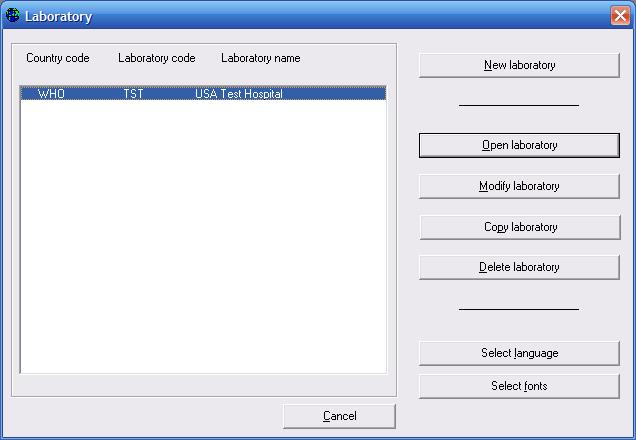 Laboratory
Country code Laboratory code Laboratory name
WHO TST USA Test Hospital
New laboratory
Open laboratory
Modify laboratory
Copy laboratory
Delete laboratory
Select language
Select fonts
Cancel